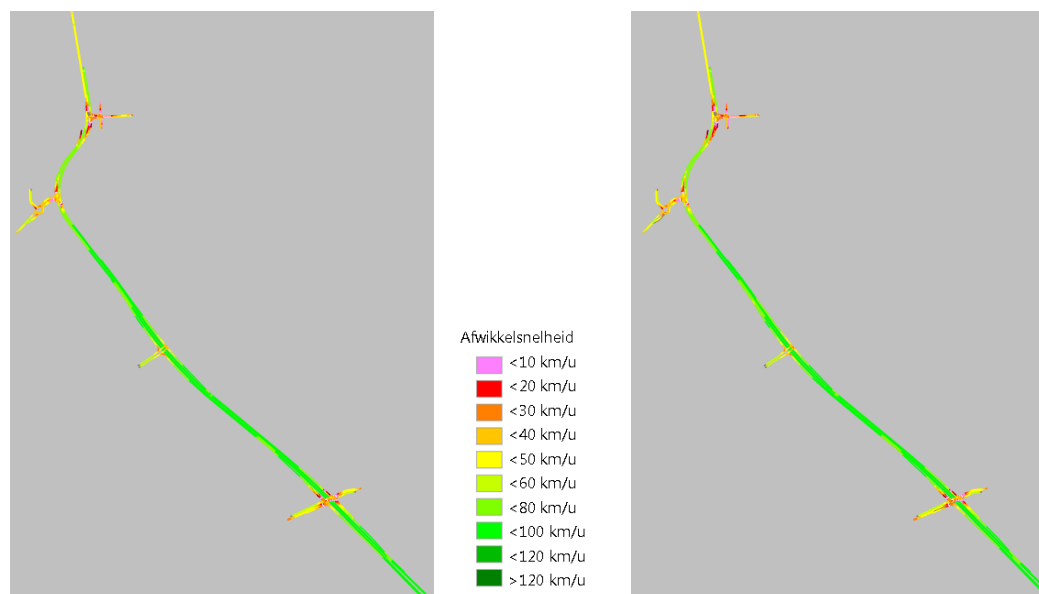 Afwikkelsnelheid
<10 km/u
<20 km/u
<30 km/u
<40 km/u
<50 km/u
<60 km/u
<80 km/u
<100 km/u
<120 km/u
>120 km/u